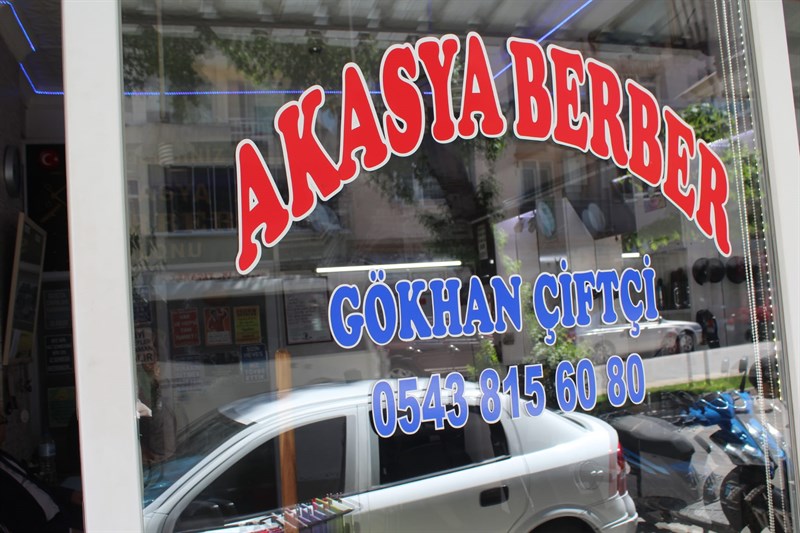 AKASYA BERBER
GÖKHAN ÇİFTÇİ
0543 815 60 80